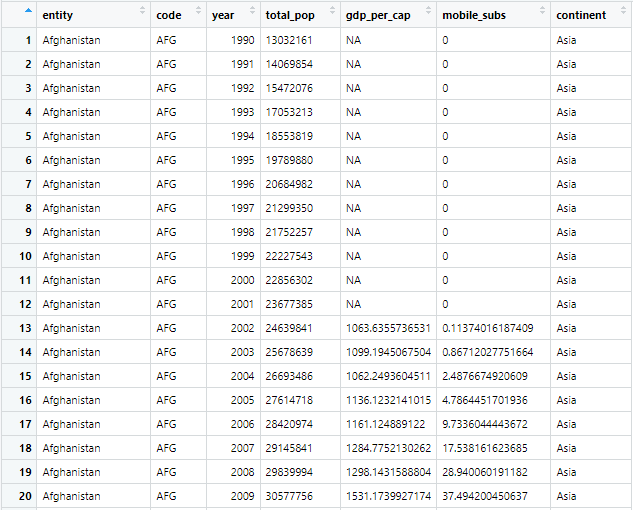 entity code year total_pop gdp_per_cap mobile_subs continent
1 Afghanistan AFG 1990 13032161 NA 0 Asia
2 Afghanistan AFG 1991 14069854 NA 0 Asia
3 Afghanistan AFG 1992 15472076 NA 0 Asia
4 Afghanistan AFG 1993 17053213 NA 0 Asia
5 Afghanistan AFG 1994 18553819 NA 0 Asia
6 Afghanistan AFG 1995 19789880 NA 0 Asia
7 Afghanistan AFG 1996 20684982 NA 0 Asia
8 Afghanistan AFG 1997 21299350 NA 0 Asia
9 Afghanistan AFG 1998 21752257 NA 0 Asia
10 Afghanistan AFG 1999 22227543 NA 0 Asia
11 Afghanistan AFG 2000 22856302 NA 0 Asia
12 Afghanistan AFG 2001 23677385 NA 0 Asia
13 Afghanistan AFG 2002 24639841 1063.6355736531 0.11374016187409 Asia
14 Afghanistan AFG 2003 25678639 1099.1945067504 0.86712027751664 Asia
15 Afghanistan AFG 2004 26693486 1062.2493604511 2.4876674920609 Asia
16 Afghanistan AFG 2005 27614718 1136.1232141015 4.7864451701936 Asia
17 Afghanistan AFG 2006 28420974 1161.124889122 9.7336044443672 Asia
18 Afghanistan AFG 2007 29145841 1284.7752130262 17.538161623685 Asia
19 Afghanistan AFG 2008 29839994 1298.1431588804 28.940060191182 Asia
20 Afghanistan AFG 2009 30577756 1531.1739927174 37.494200450637 Asia